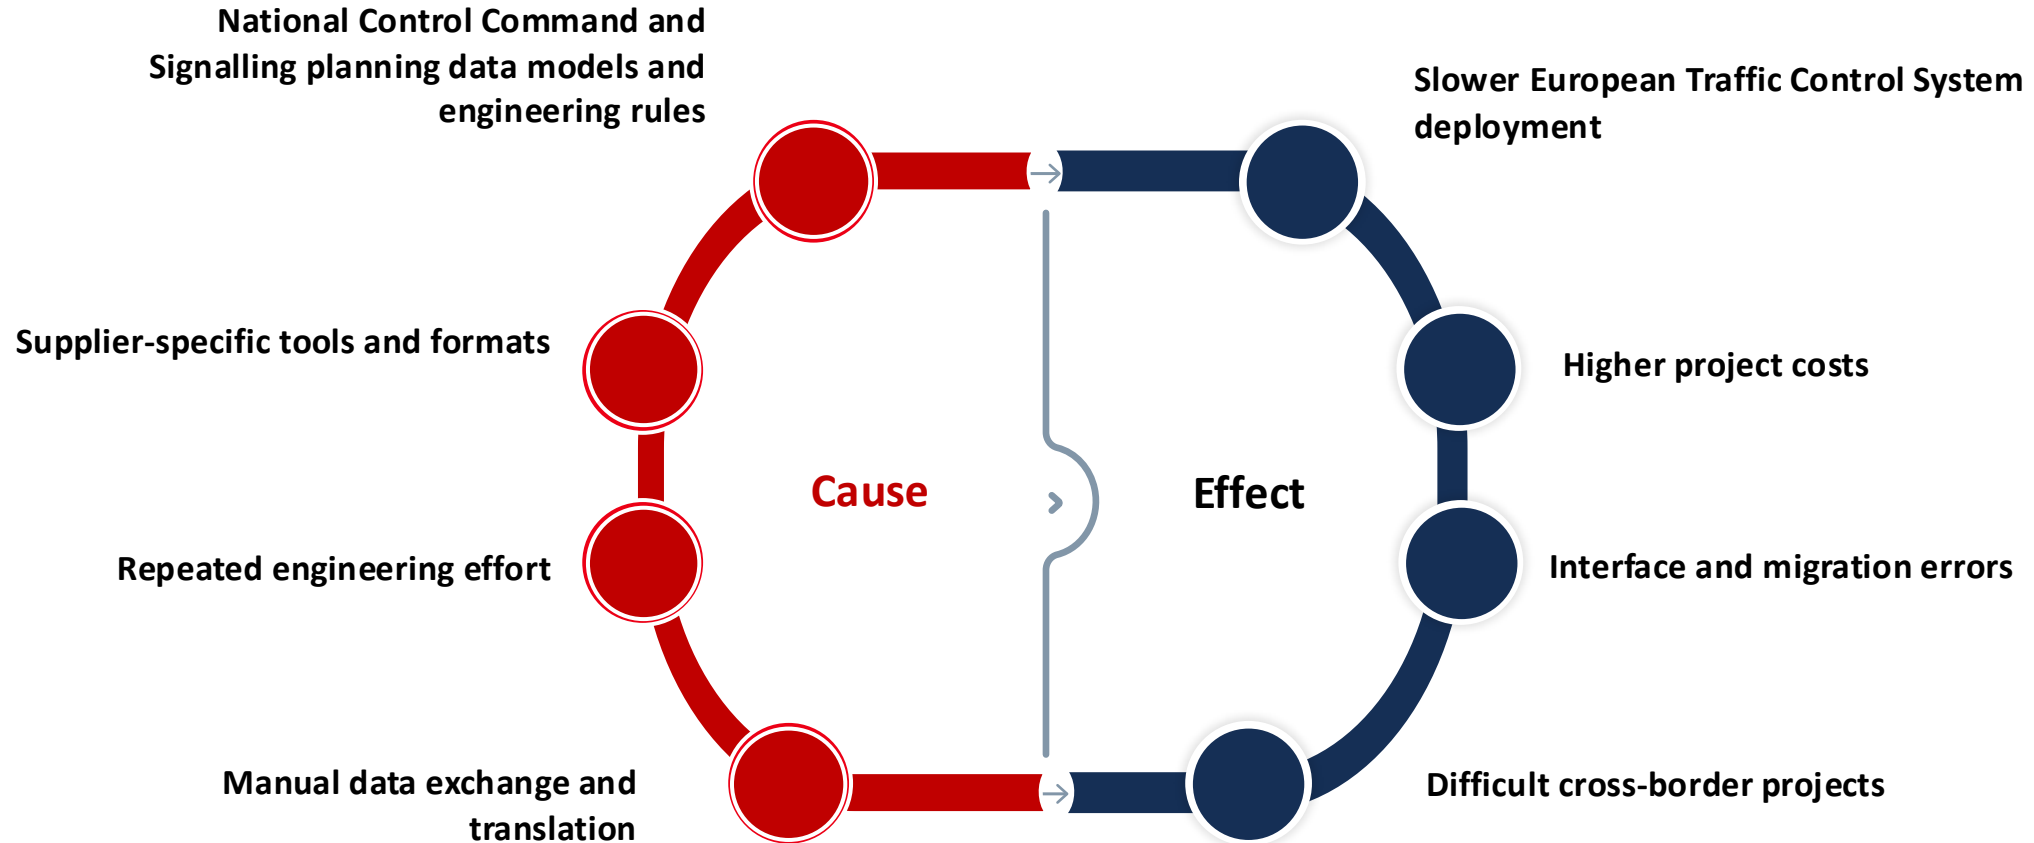 National Control Command and
Signalling planning data models and
engineering rules
Slower European Traffic Control System
deployment
Supplier-specific tools and formats
Higher project costs
Cause
Effect
Repeated engineering effort
Interface and migration errors
Manual data exchange and
translation
Difficult cross-border projects